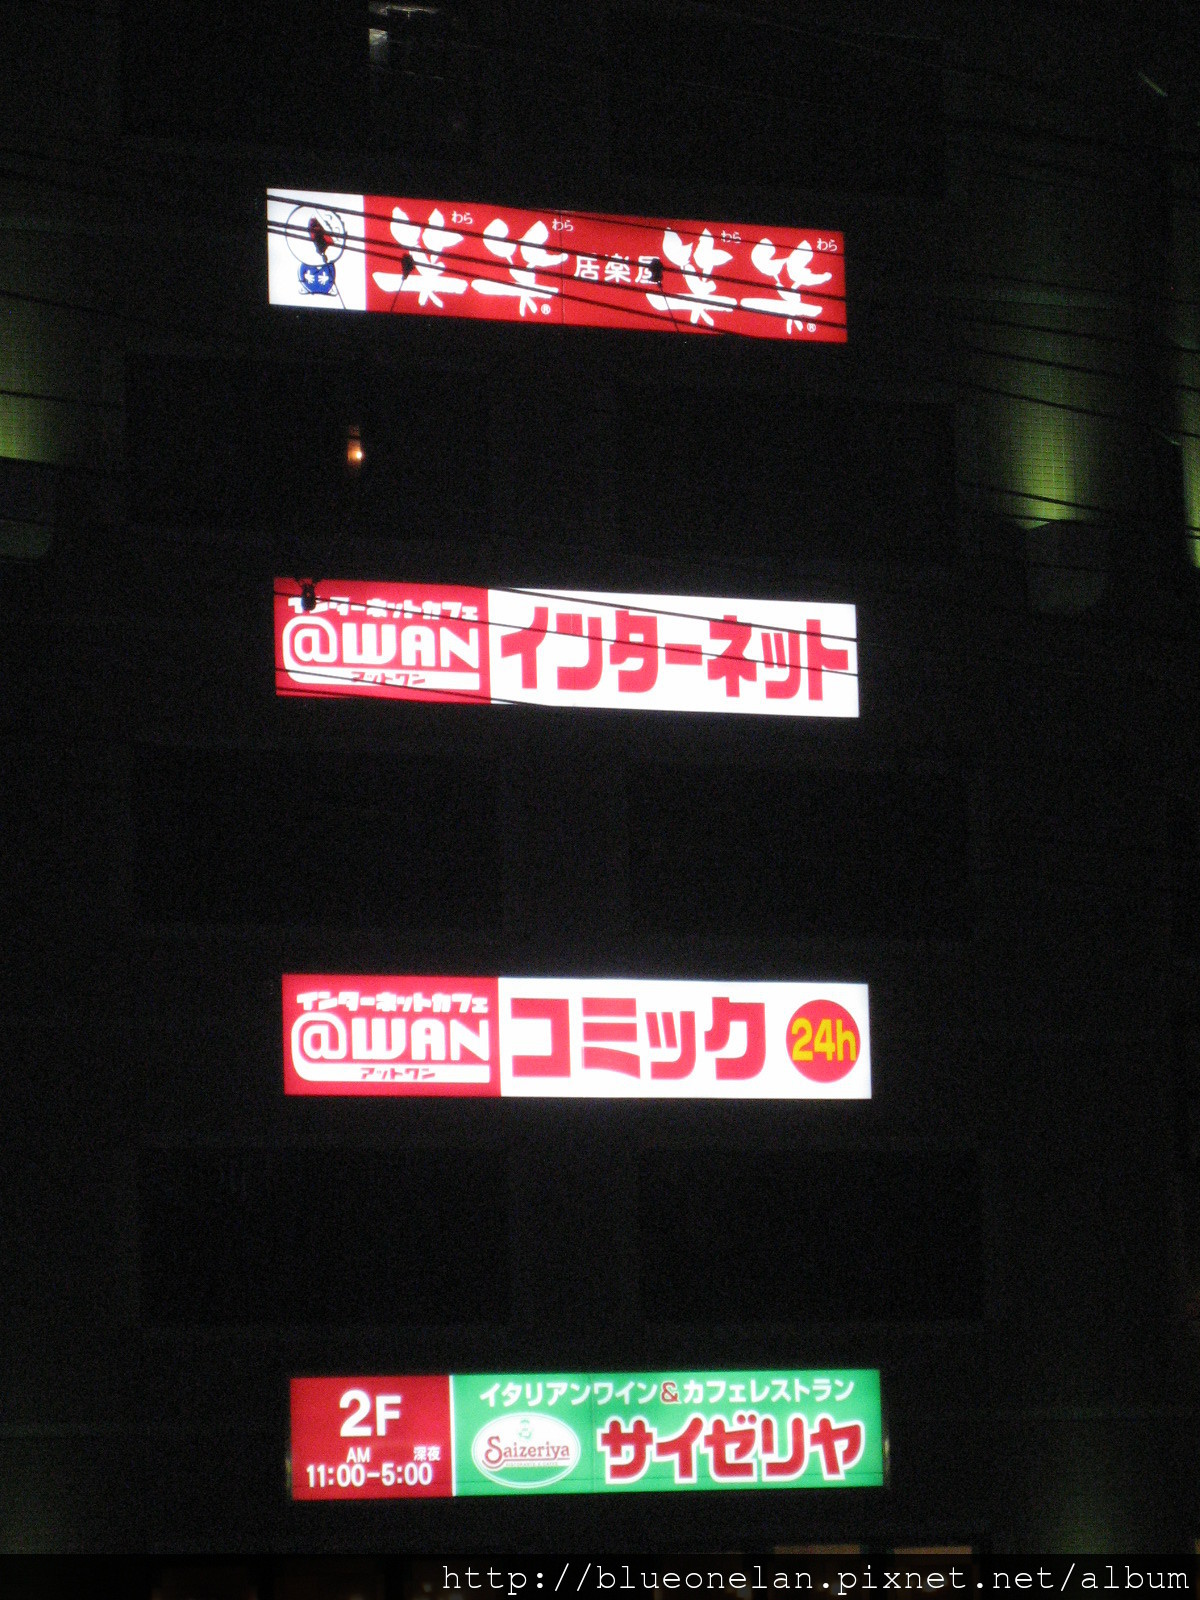 笑 わら 笑 わら 居楽屋 笑 わら 笑 わら
インターネットカフェ
@WAN
アットワン
インターネット
インターネットカフェ
@WAN
アットワン
コミック 24h
2F
AM 深夜
11:00-5:00
イタリアンワイン&カフェレストラン
Saizeriya
サイゼリヤ
http://blueonelan.pixnet.net/album